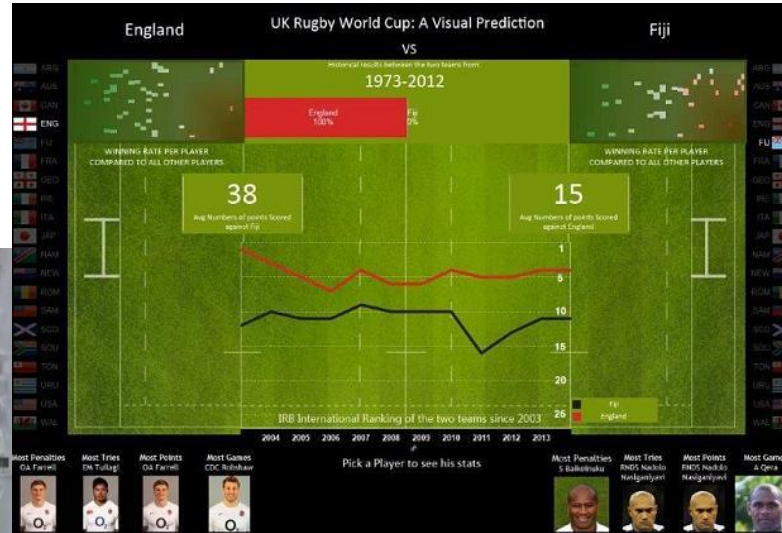 UK Rugby World Cup: A Visual Prediction
England
VS
Fiji
Historical results between the two teams from:
1973-2012
England
100%
Fiji
0%
WINNING RATE PER PLAYER
COMPARED TO ALL OTHER PLAYERS
WINNING RATE PER PLAYER
COMPARED TO ALL OTHER PLAYERS
38
Avg Numbers of points Scored
against Fiji
15
Avg Numbers of points Scored
against England
ARG
AUS
CAN
ENG
FIJ
FRA
GEO
IRE
ITA
JAP
NAM
NEW
ROM
SAM
SCO
SOU
TON
URU
USA
WAL
FIJ
1
5
10
15
20
26
Fiji
England
IRB International Ranking of the two teams since 2003
2004 2005 2006 2007 2008 2009 2010 2011 2012 2013
Pick a Player to see his stats
Most Penalties
OA Farrell
Most Tries
EM Tuilagi
Most Points
OA Farrell
Most Games
CDC Robshaw
Most Penalties
Most Tries
RNDS Nadolo
Most Points
RNDS Nadolo
Most Game
A Qera
O2
O2
O2
O2